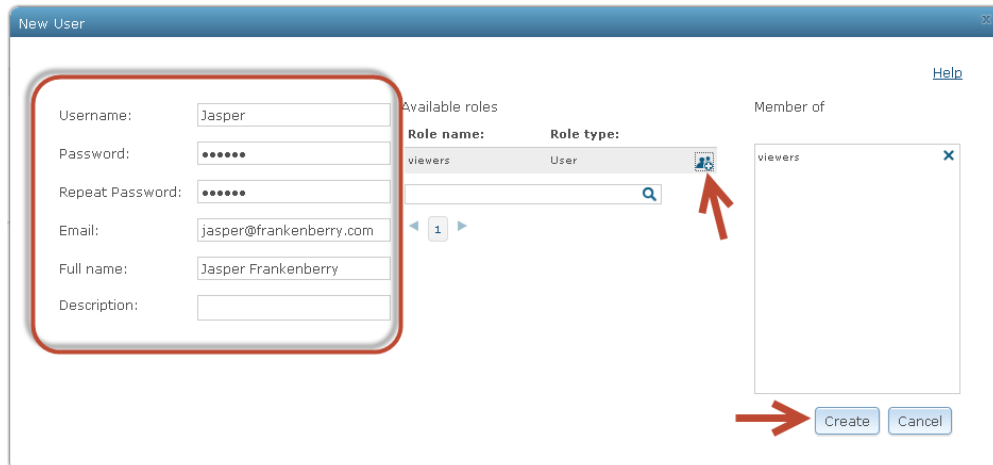 New User
x
Help
Username: Jasper
Password: ••••••
Repeat Password: ••••••
Email: jasper@frankenberry.com
Full name: Jasper Frankenberry
Description:
Available roles
Role name: Role type:
viewers User
1
Member of
viewers
Create Cancel